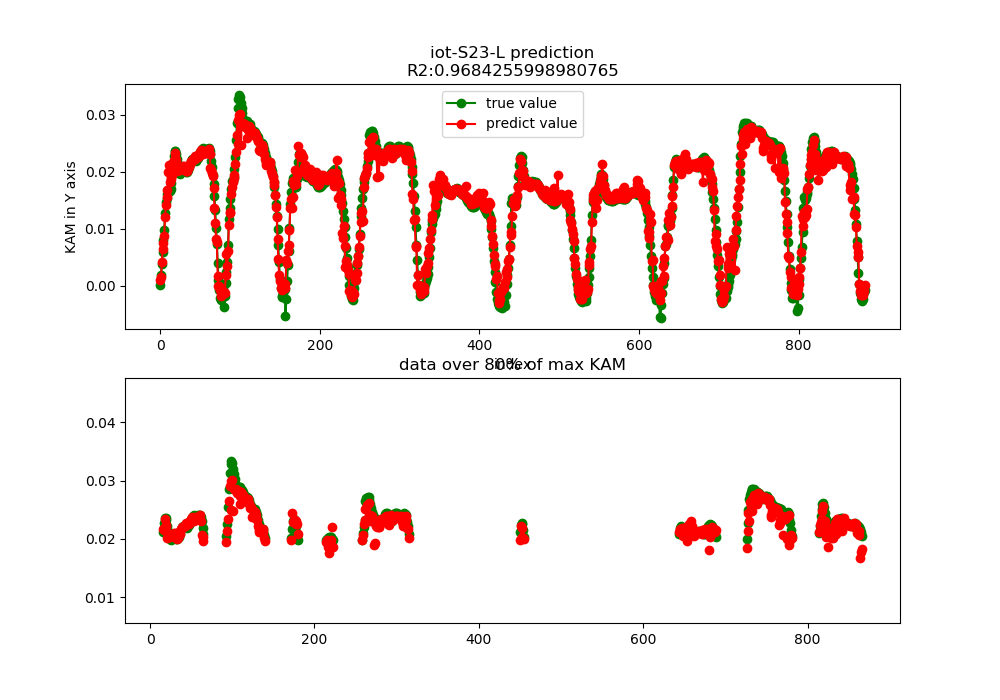 iot-S23-L prediction
R2:0.9684255998980765
true value
predict value
KAM in Y axis
0.03
0.02
0.01
0.00
0 200 400 600 800
index
data over 80% of max KAM
0.04
0.03
0.02
0.01
0 200 400 600 800